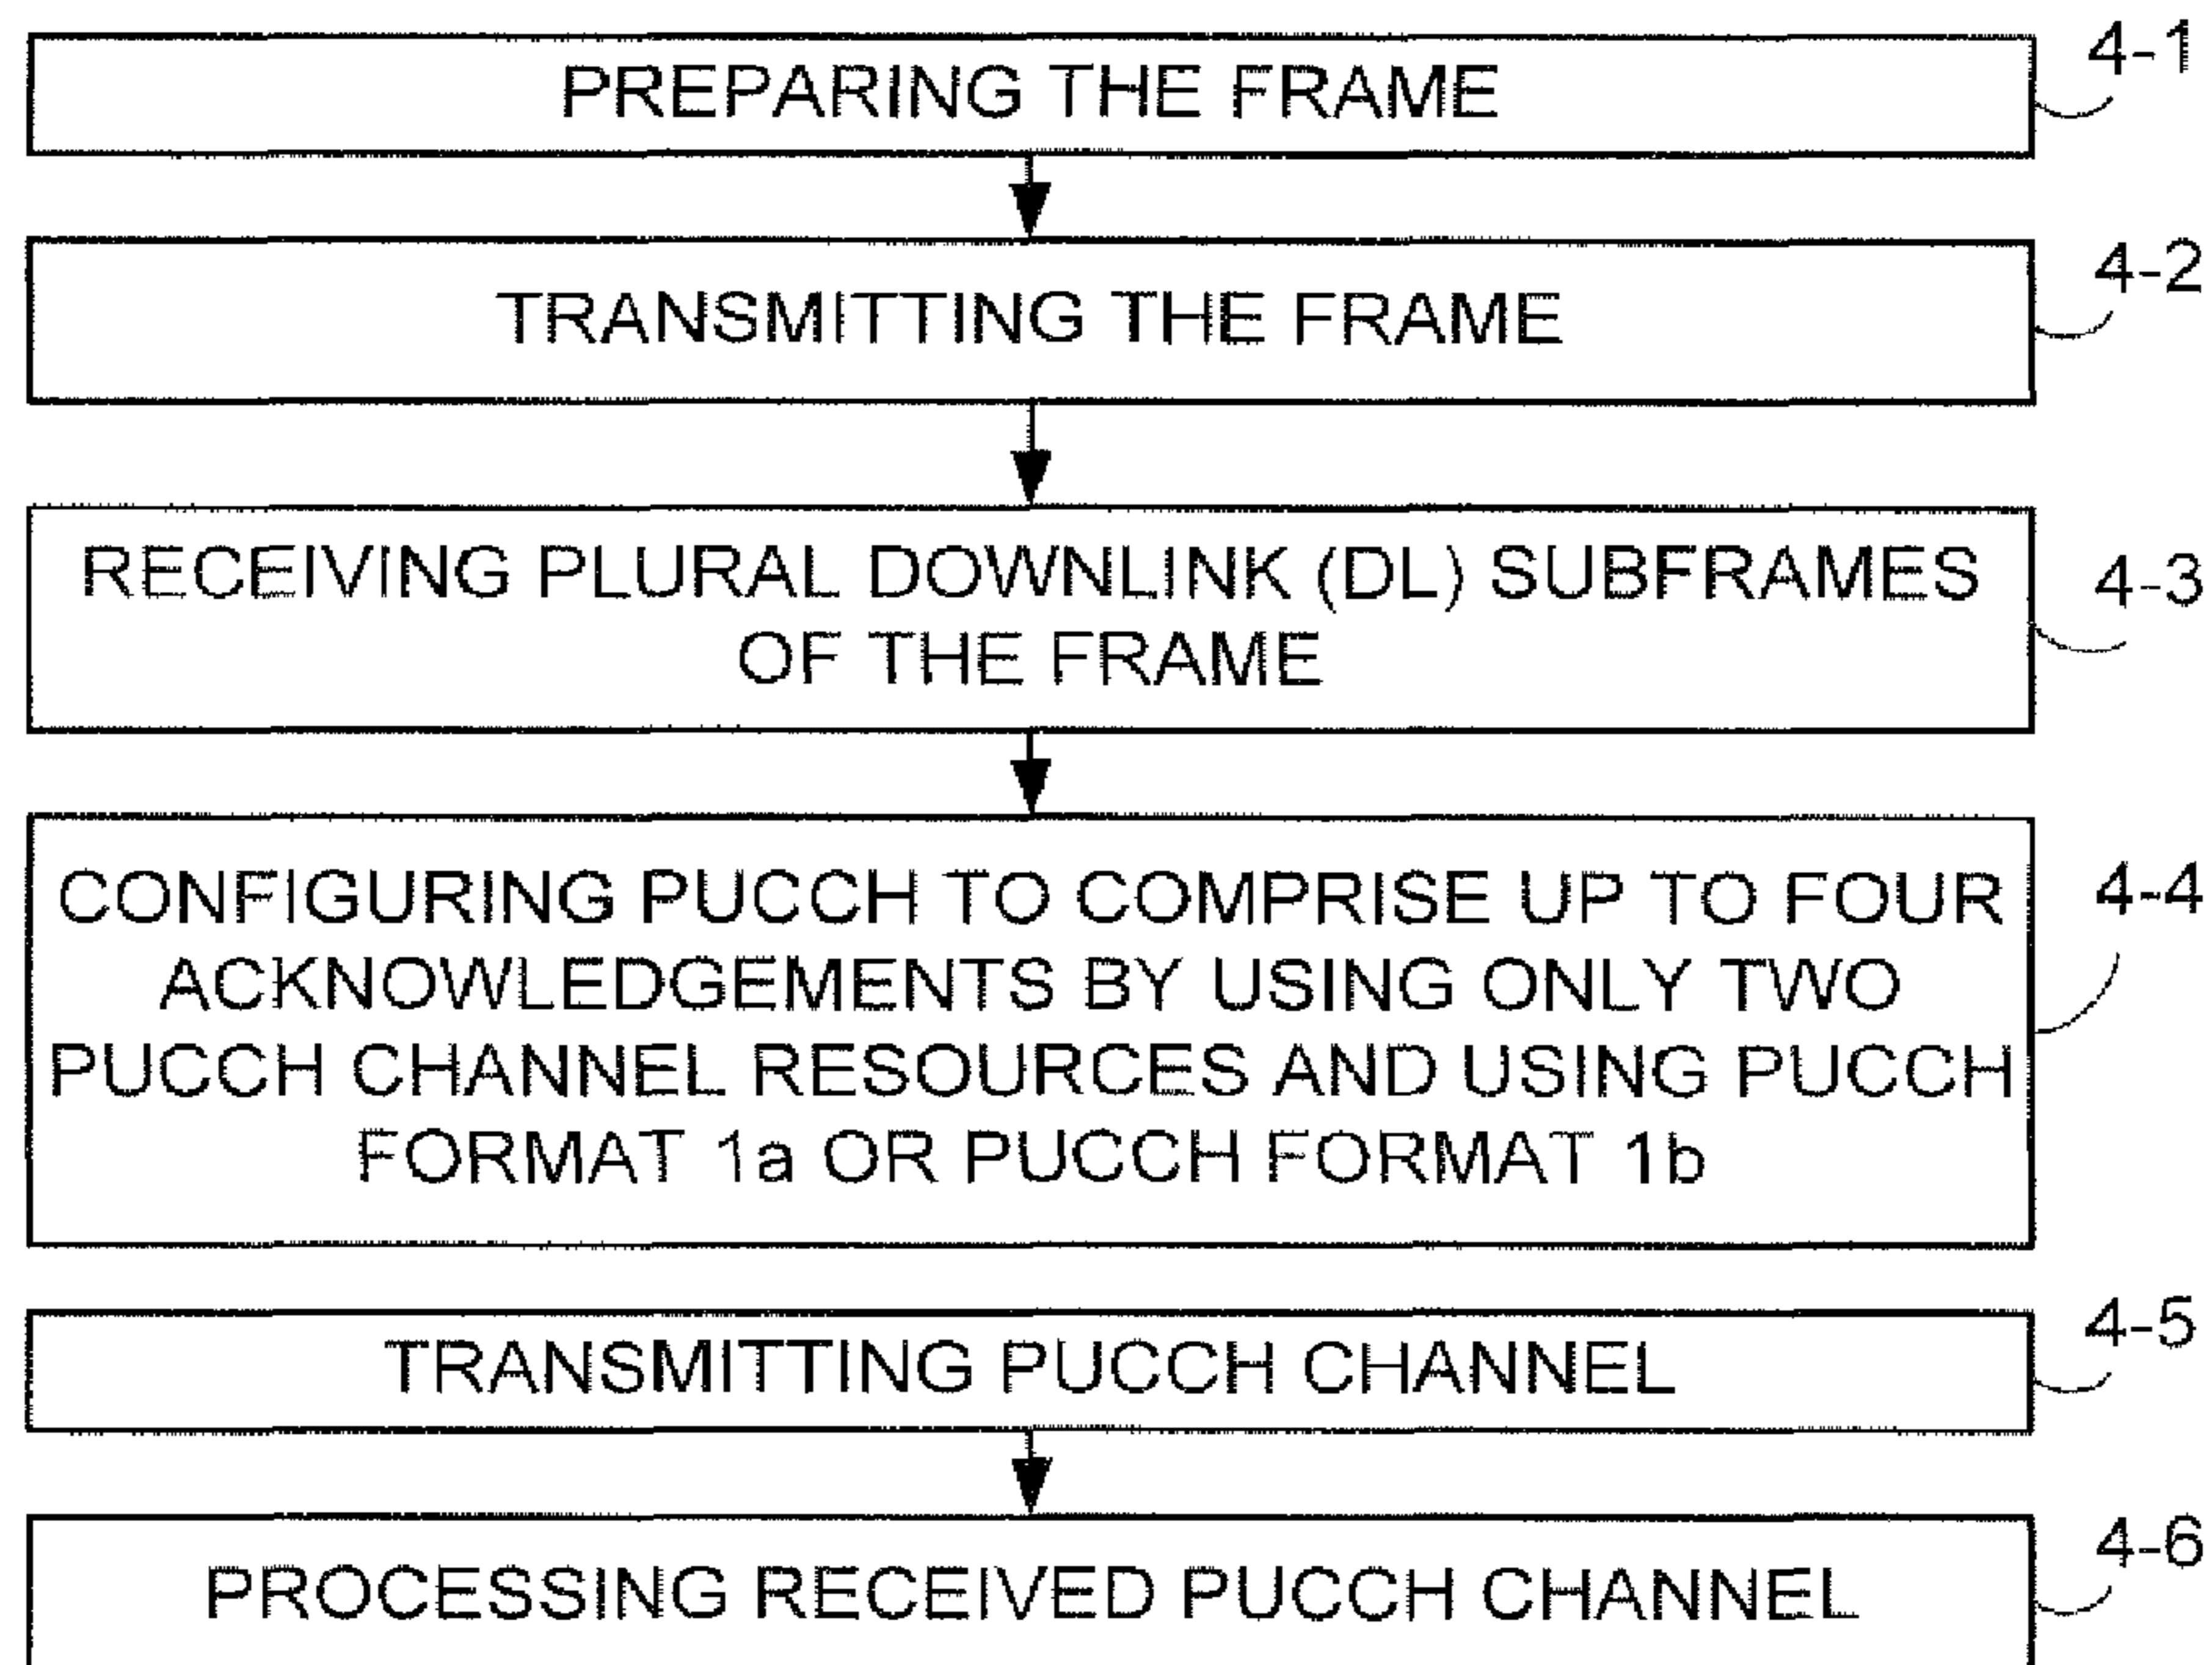 4-1
PREPARING THE FRAME
4-2
TRANSMITTING THE FRAME
RECEIVING PLURAL DOWNLINK (DL) SUBFRAMES
4-3
OF THE FRAME
CONFIGURING PUCCH TO COMPRISE UP TO FOUR
4-4
ACKNOWLEDGEMENTS BY USING ONLY TWO
PUCCH CHANNEL RESOURCES AND USING PUCCH
FORMAT 1a OR PUCCH FORMAT 1b
4-5
TRANSMITTING PUCCH CHANNEL
4-6
PROCESSING RECEIVED PUCCH CHANNEL